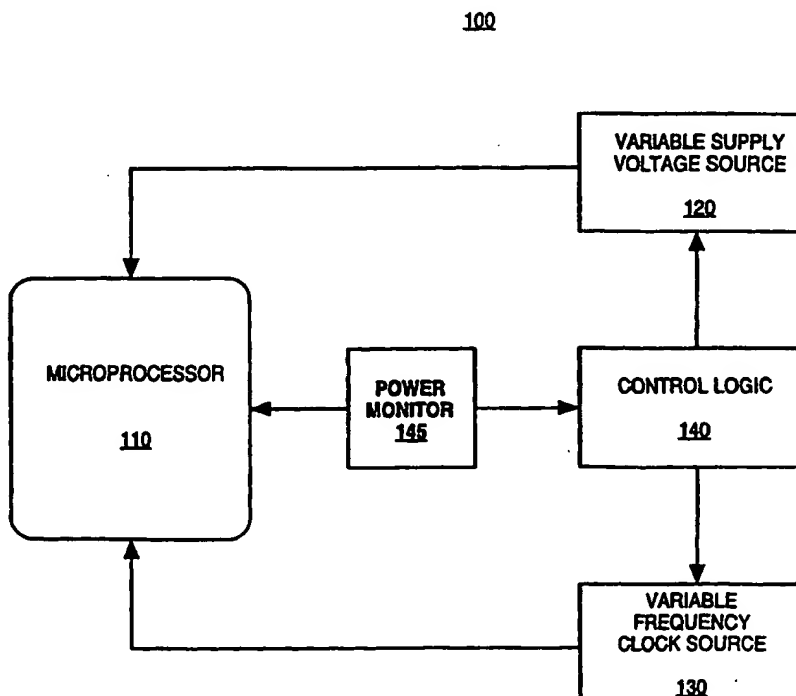 100
VARIABLE SUPPLY
VOLTAGE SOURCE
120
MICROPROCESSOR
110
POWER
MONITOR
145
CONTROL LOGIC
140
VARIABLE
FREQUENCY
CLOCK SOURCE
130